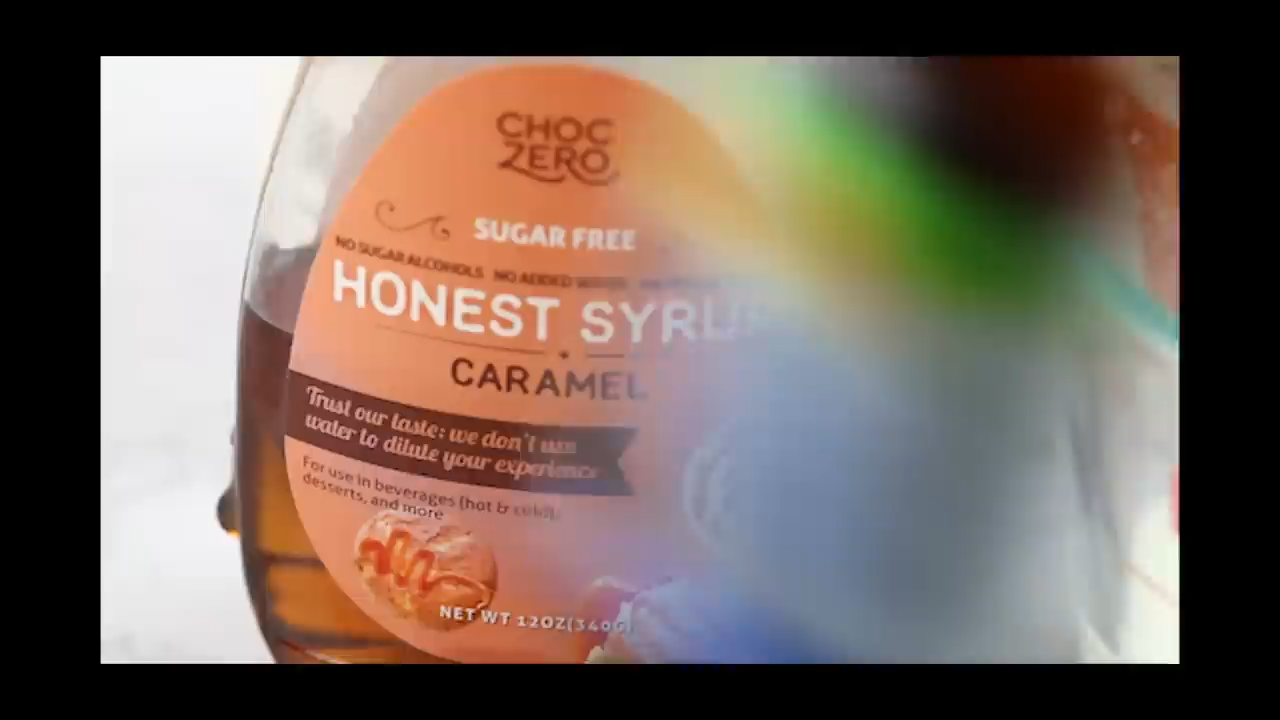 CHOC
ZERO
SUGAR FREE
NO SUGAR ALCOHOLS NO ADDED
HONEST SYRUP
CARAMEL
Trust our taste: we don't use
water to dilute your experience
For use in beverages (hot & cold),
desserts, and more
NET WT 12OZ(340G)